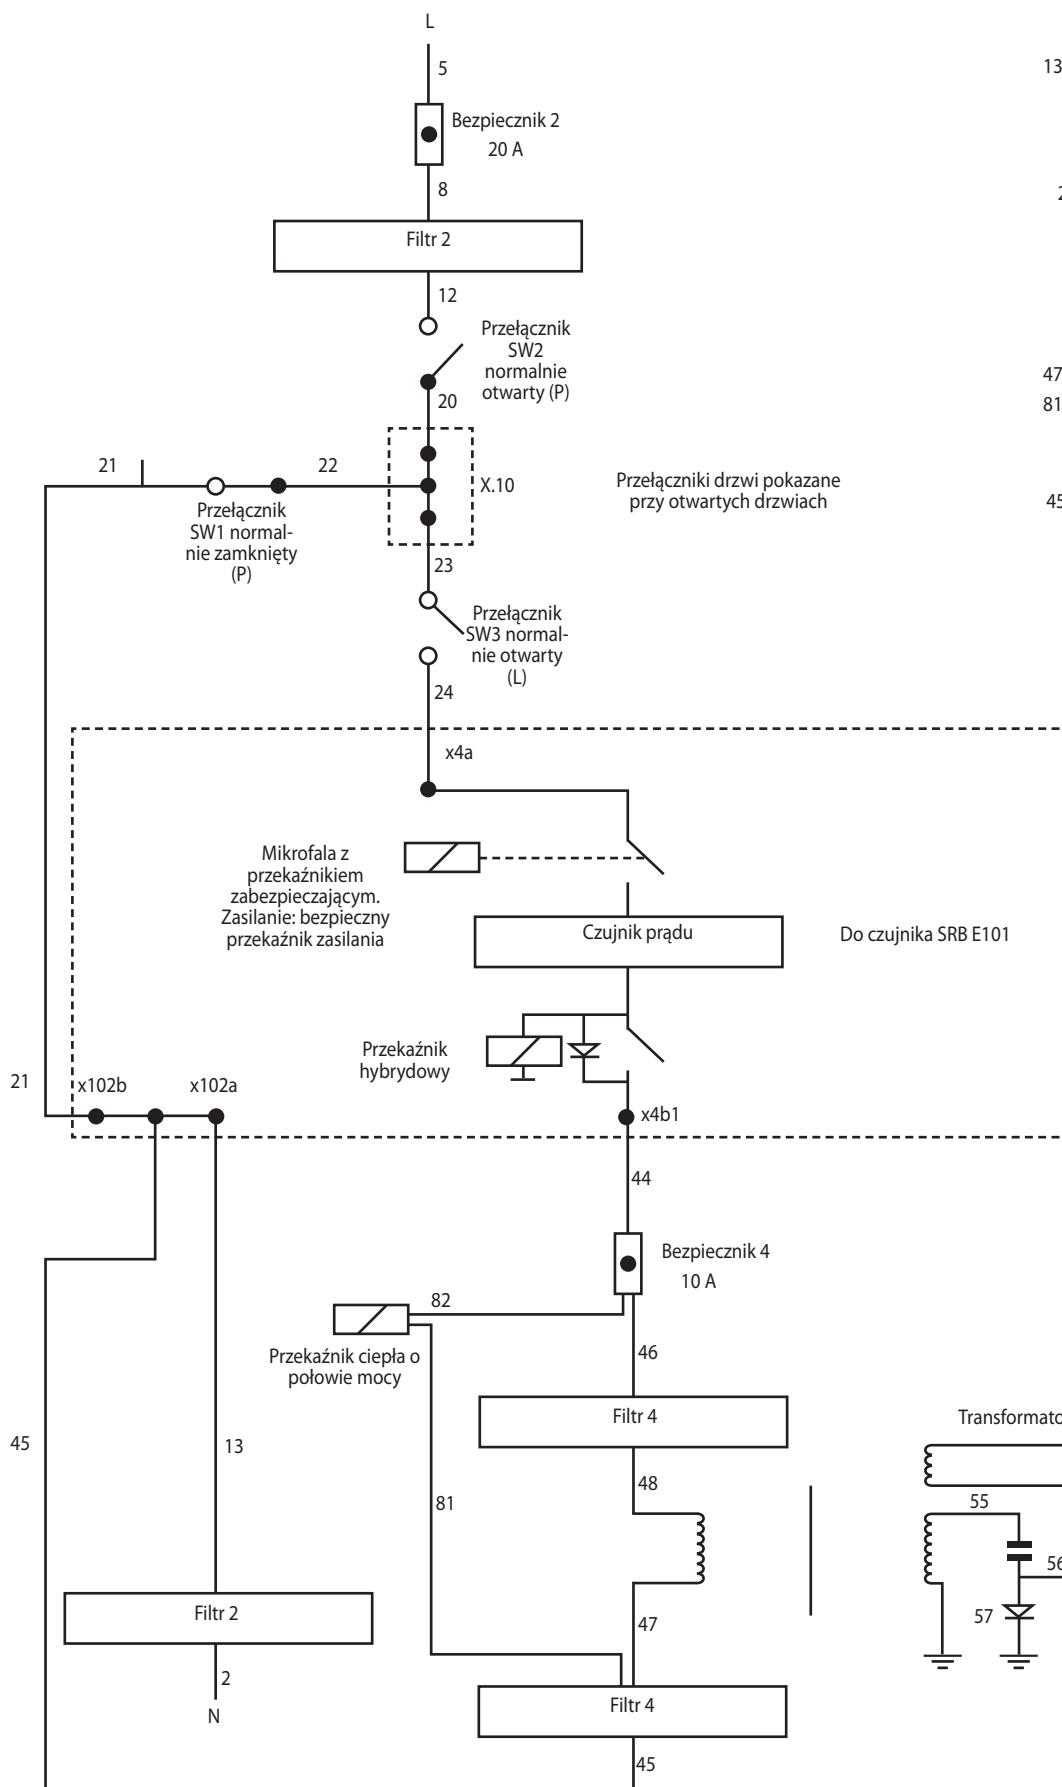 L
5
13
Bezpiecznik 2
20 A
8
2
Filtr 2
12
Przełącznik
SW2
normalnie
otwarty (P)
47
20
81
21
22
X.10
Przełączniki drzwi pokazane
przy otwartych drzwiach
45
Przełącznik
SW1 normal-
nie zamknięty
(P)
23
Przełącznik
SW3 normal-
nie otwarty
(L)
24
x4a
Mikrofala z
przekaźnikiem
zabezpieczającym.
Zasilanie: bezpieczny
przekaźnik zasilania
Czujnik prądu
Do czujnika SRB E101
Przekaźnik
hybrydowy
21
x102b
x102a
x4b1
44
Bezpiecznik 4
10 A
82
Przekaźnik ciepła o
połowie mocy
46
Filtr 4
Transformato
45
13
48
81
55
56
57
Filtr 2
47
2
N
Filtr 4
45